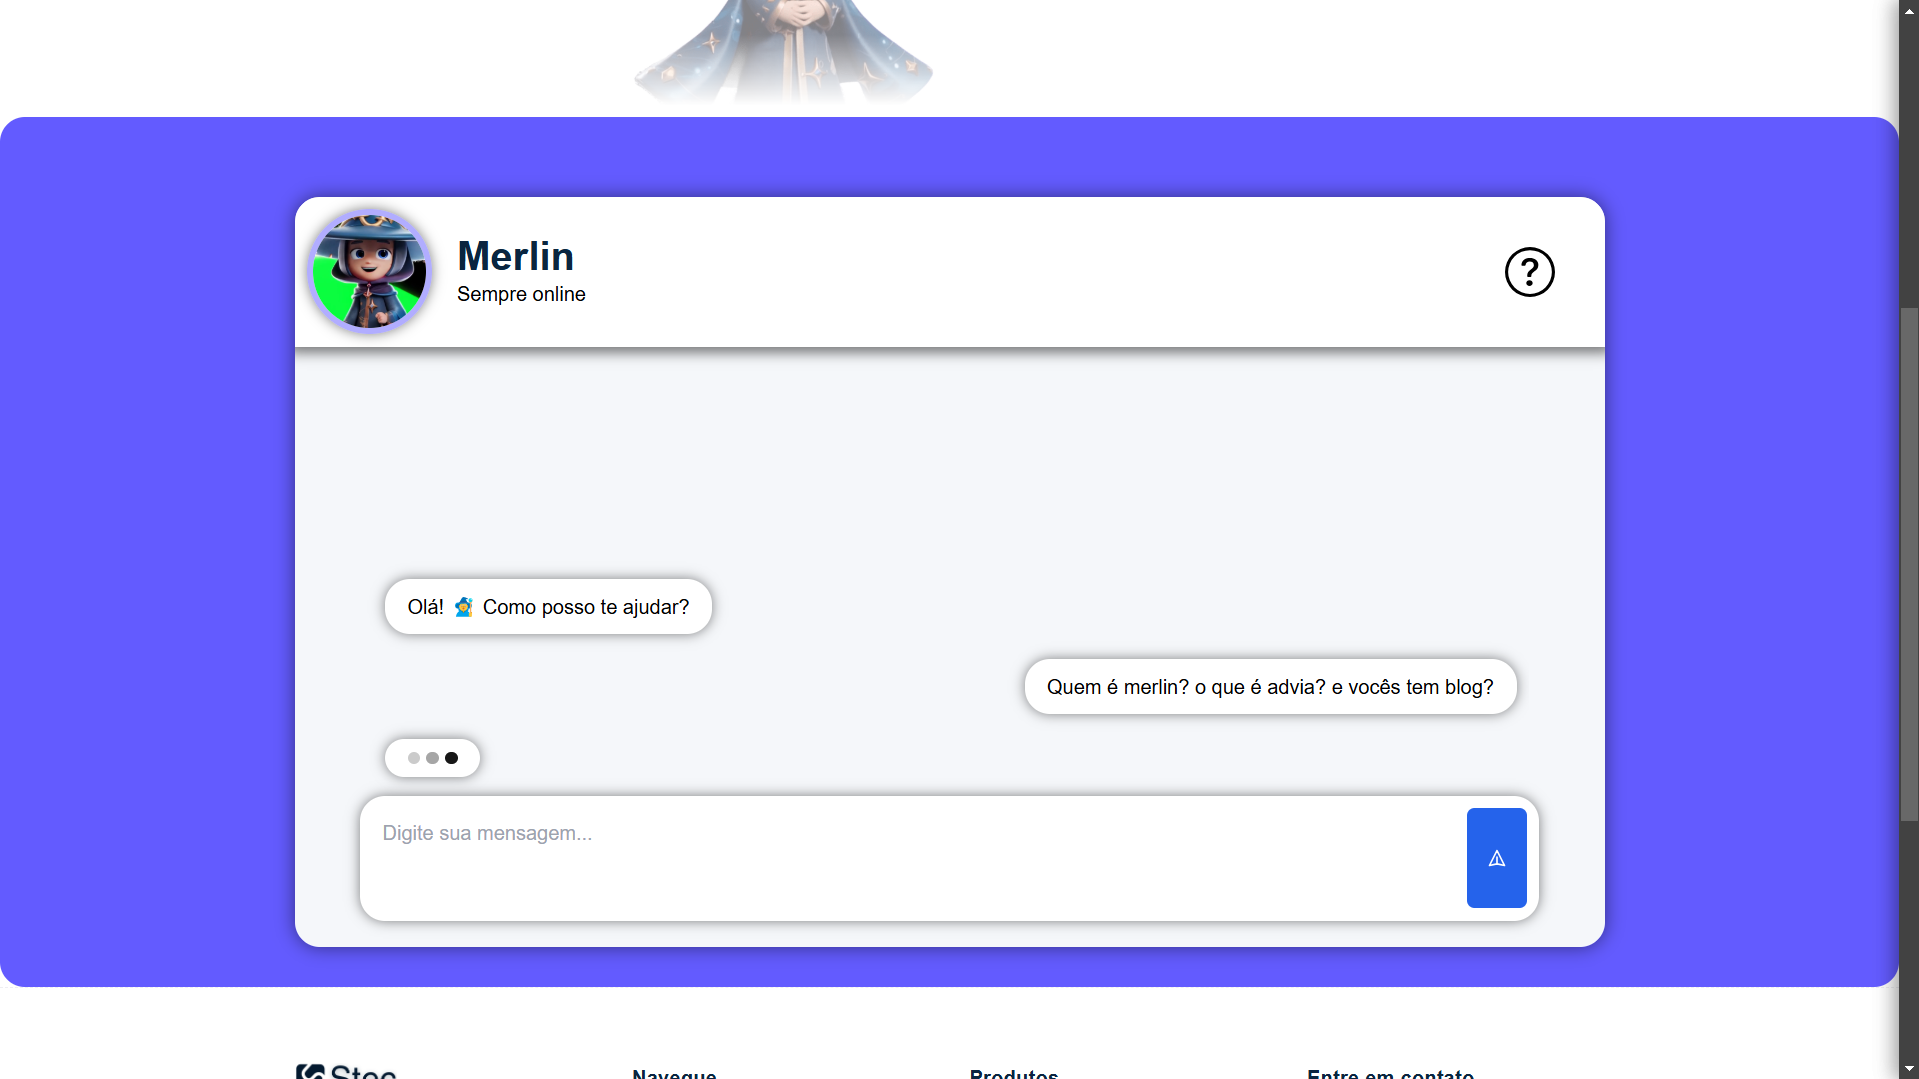 Merlin
Sempre online
?
Olá! 🧙 Como posso te ajudar?
Quem é merlin? o que é advia? e vocês tem blog?
Digite sua mensagem...
Stec
Navegue
Produtos
Entre em contato